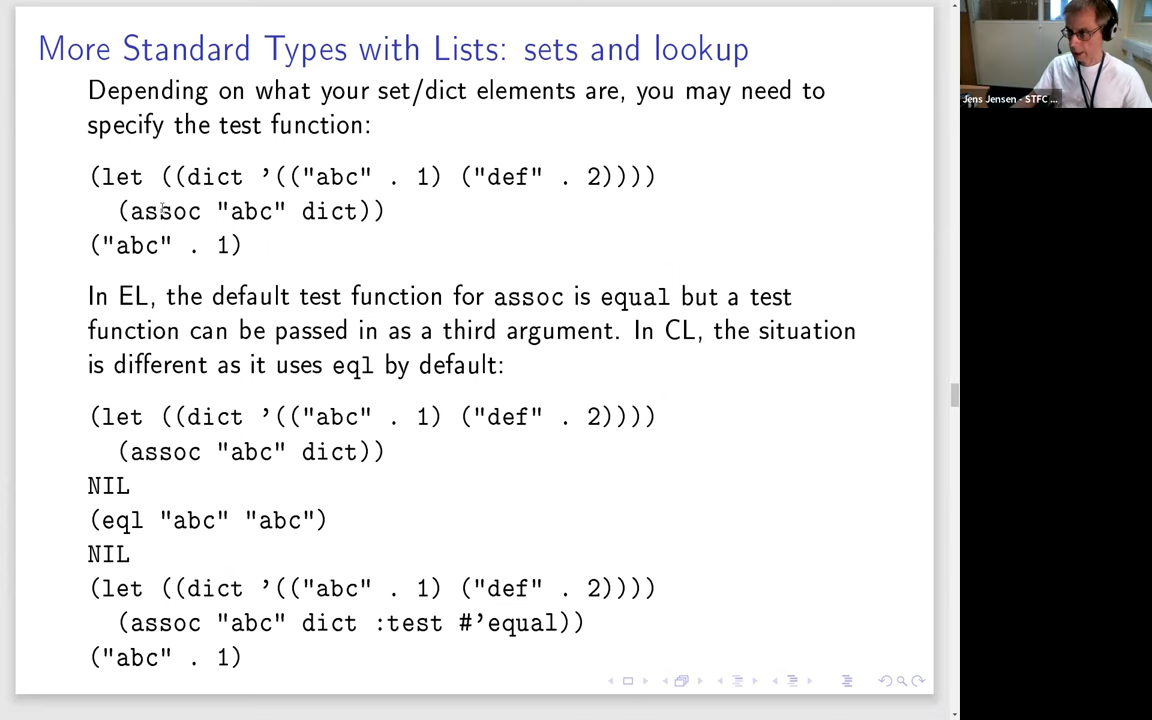 More Standard Types with Lists: sets and lookup
Depending on what your set/dict elements are, you may need to
specify the test function:
(let ((dict '(("abc" . 1) ("def" . 2))))
(assoc "abc" dict))
("abc" . 1)
In EL, the default test function for assoc is equal but a test
function can be passed in as a third argument. In CL, the situation
is different as it uses eql by default:
(let ((dict '(("abc" . 1) ("def" . 2))))
(assoc "abc" dict))
NIL
(eql "abc" "abc")
NIL
(let ((dict '(("abc" . 1) ("def" . 2))))
(assoc "abc" dict :test #'equal))
("abc" . 1)
Jens Jensen - STFC ...